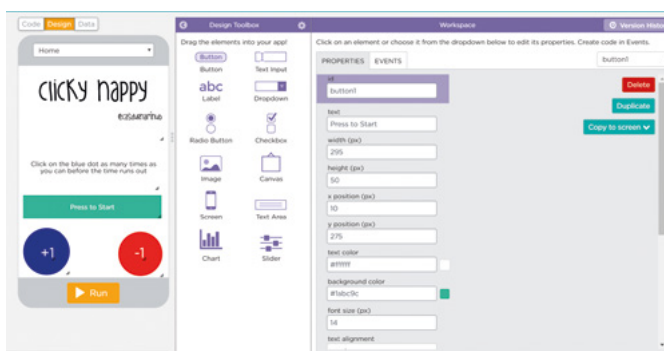 Code Design Data
Design Toolbox
Workspace
Version Histo
Home
clicky happy
Click on the blue dot as many times as
you can before the time runs out
Press to Start
+1
-1
Run
Drag the elements into your app!
Button
Button
Text Input
abc
Label
Dropdown
Radio Button
Checkbox
Image
Canvas
Screen
Text Area
Chart
Slider
Click on an element or choose it from the dropdown below to edit its properties. Create code in Events.
PROPERTIES EVENTS
button1
id
button1
Delete
text
Press to Start
Duplicate
width (px)
295
Copy to screen
height (px)
50
x position (px)
10
y position (px)
275
text color
#ffffff
background color
#1abc9c
font size (px)
14
text alignment